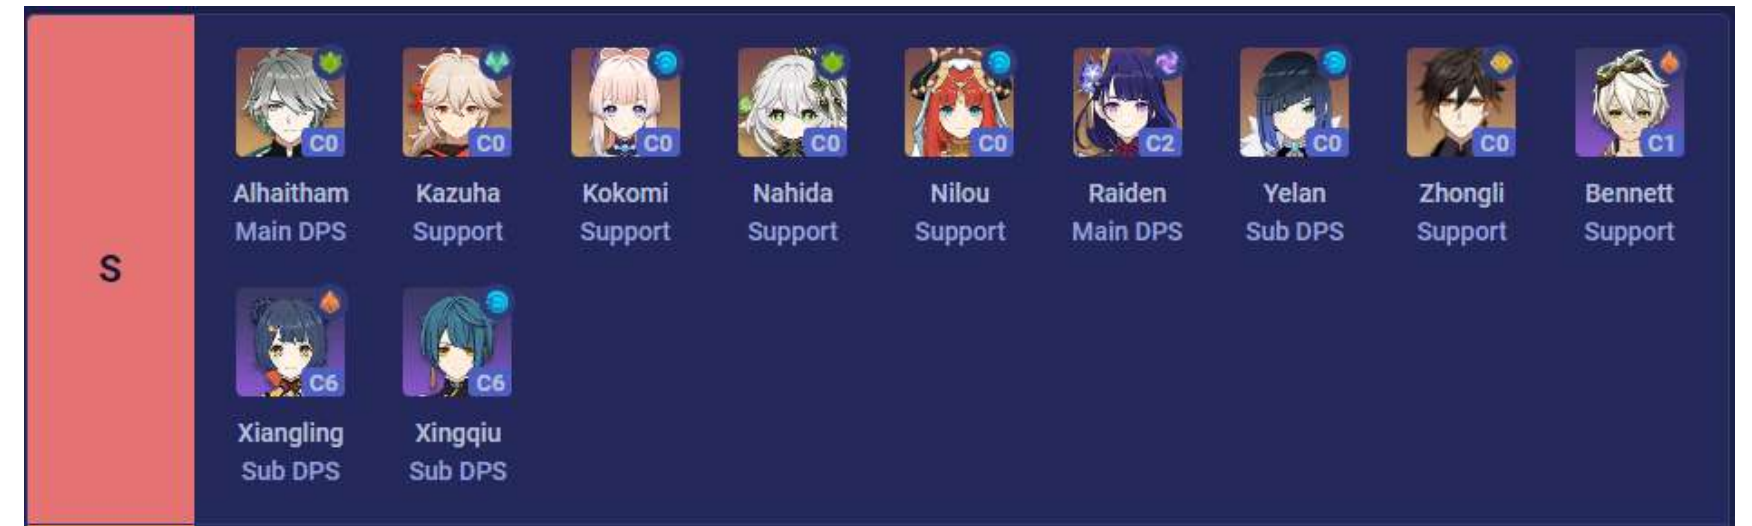 C0 C0 C0 C0 C0 C2 C0 C0 C1
Alhaitham Kazuha Kokomi Nahida Nilou Raiden Yelan Zhongli Bennett
Main DPS Support Support Support Support Main DPS Sub DPS Support Support
S
C6 C6
Xiangling Xingqiu
Sub DPS Sub DPS